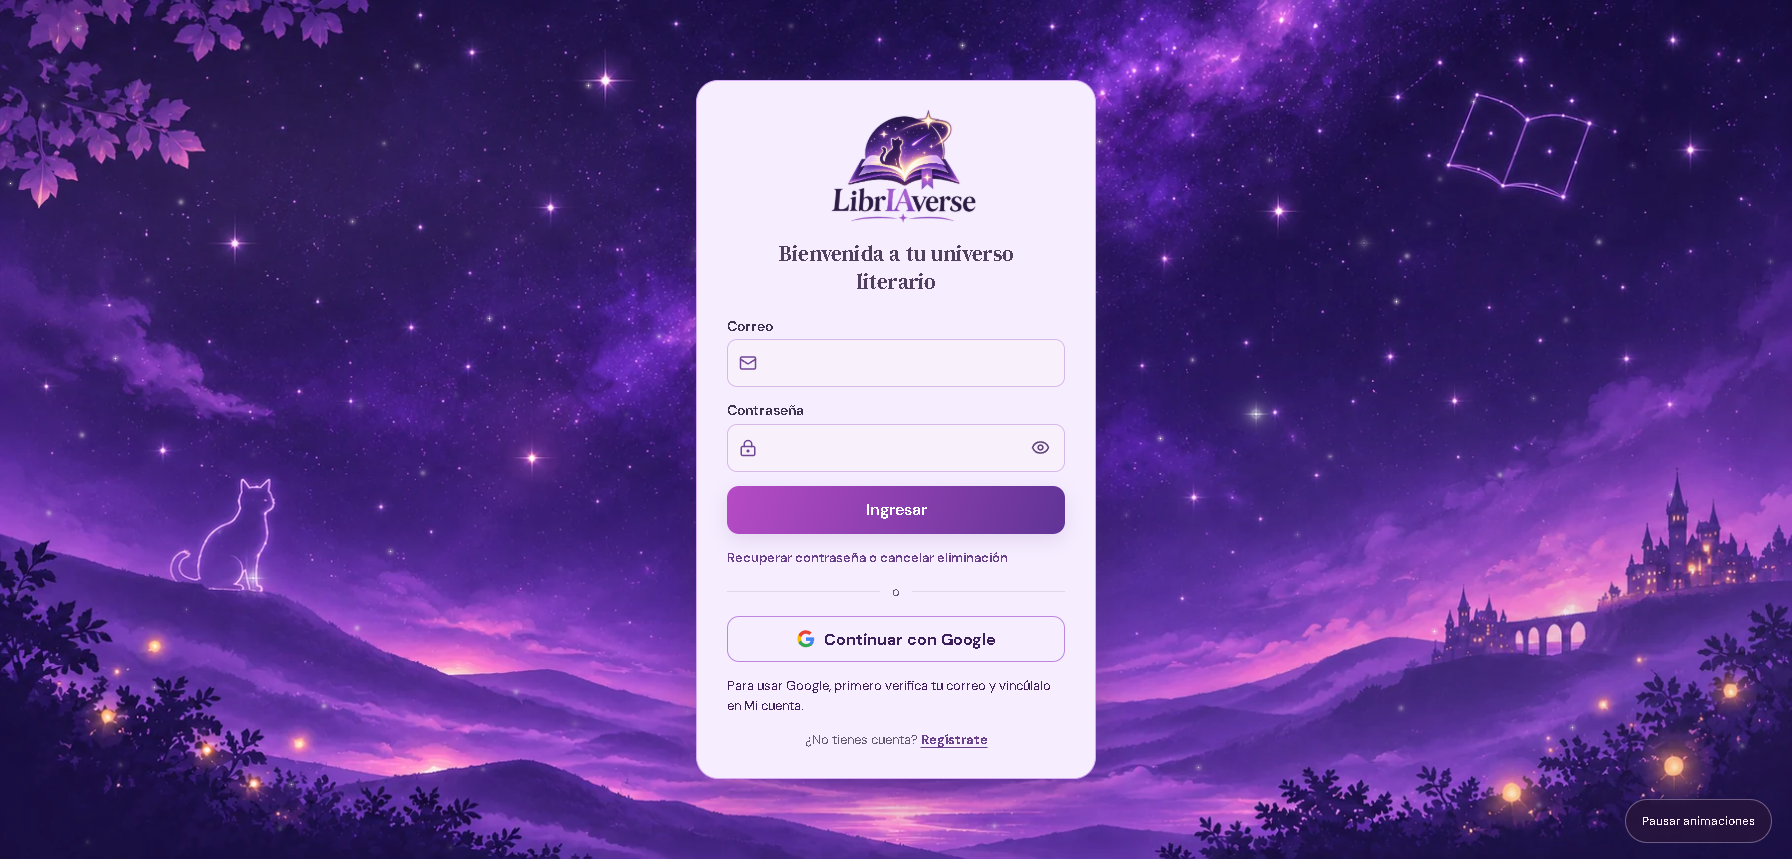 LibrIAverse
Bienvenida a tu universo
literario
Correo
Contraseña
Ingresar
Recuperar contraseña o cancelar eliminación
o
Continuar con Google
Para usar Google, primero verifica tu correo y vincúlalo
en Mi cuenta.
¿No tienes cuenta? Regístrate
Pausar animaciones